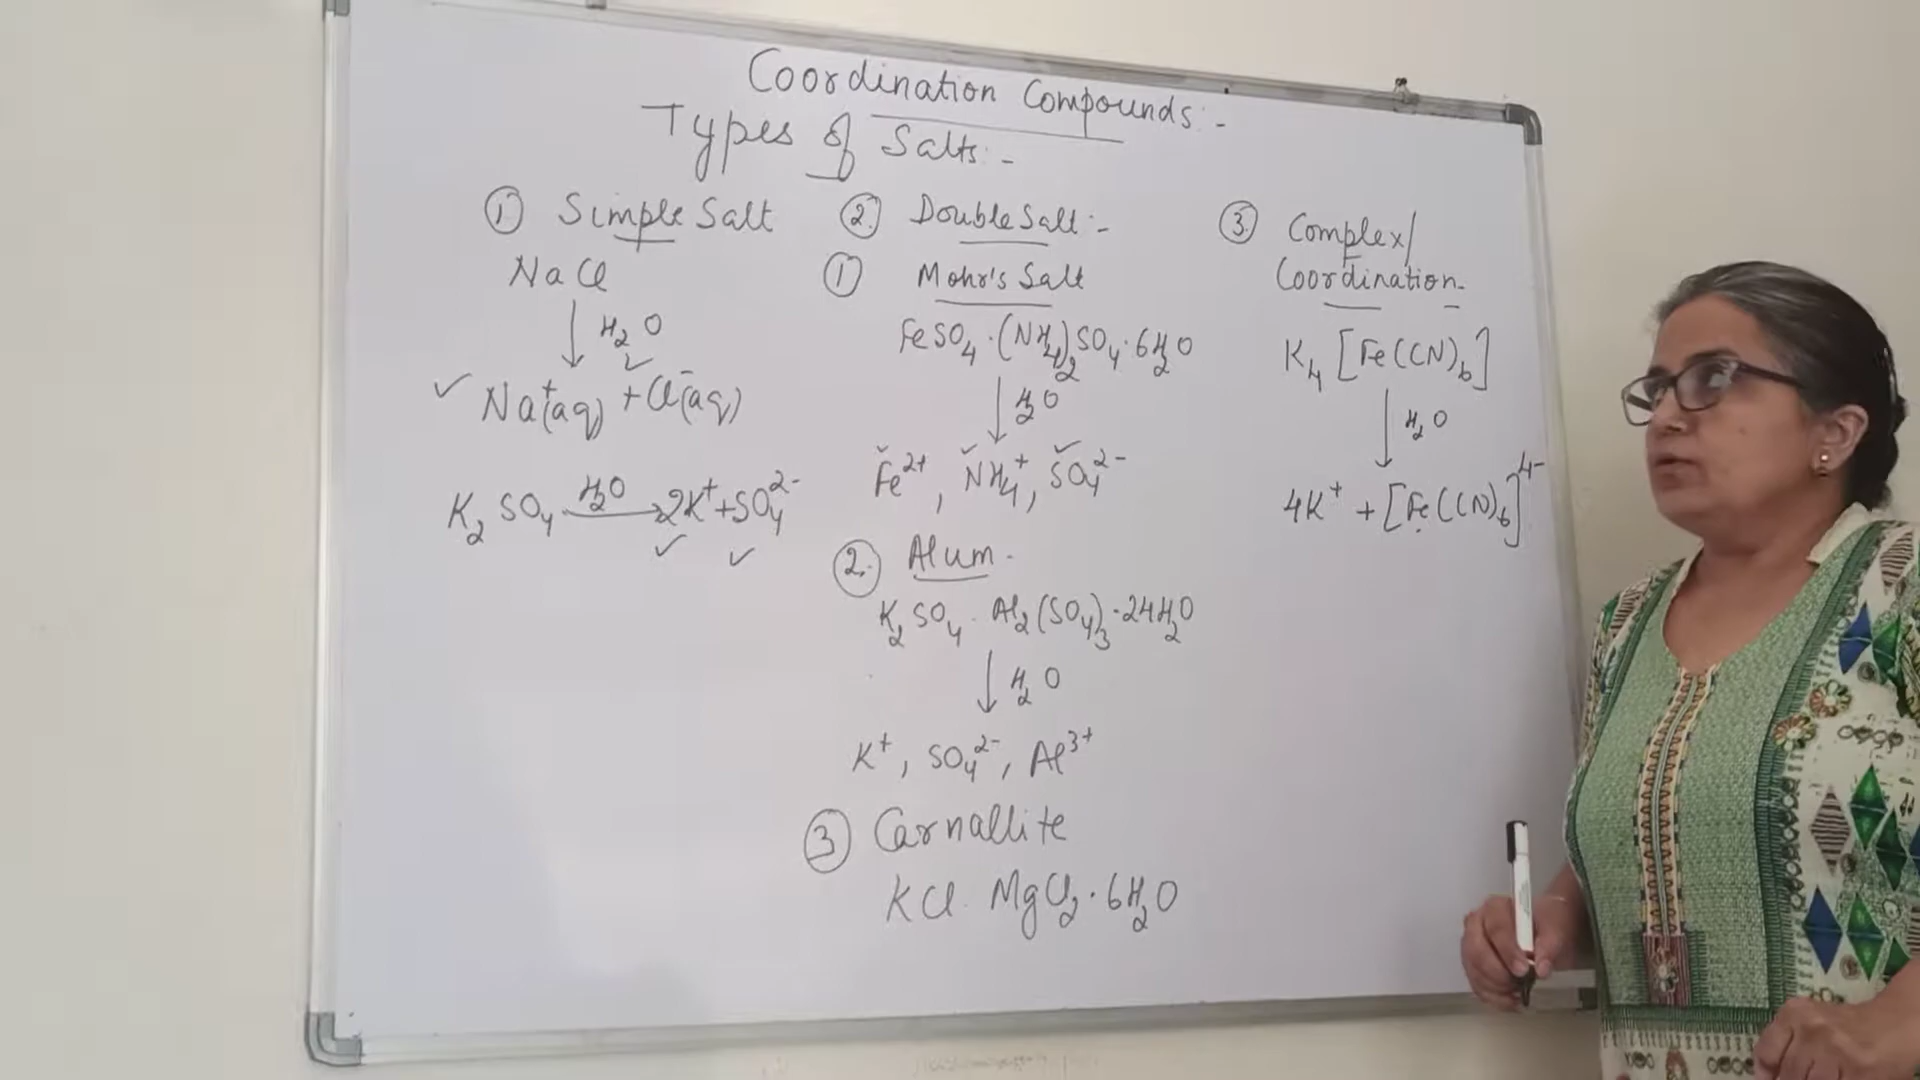 Coordination Compounds:-
Types of Salts:-
① Simple Salt
NaCl
↓ H₂O
✓ Na⁺(aq) + Cl⁻(aq)
K₂SO₄ —H₂O→ 2K⁺ + SO₄²⁻
② Double Salt:-
① Mohr's Salt
FeSO₄·(NH₄)₂SO₄·6H₂O
↓ H₂O
Fe²⁺, NH₄⁺, SO₄²⁻
2. Alum -
K₂SO₄·Al₂(SO₄)₃·24H₂O
↓ H₂O
K⁺, SO₄²⁻, Al³⁺
③ Carnallite
KCl. MgCl₂·6H₂O
③ Complex/
Coordination-
K₄[Fe(CN)₆]
↓ H₂O
4K⁺ + [Fe(CN)₆]⁴⁻